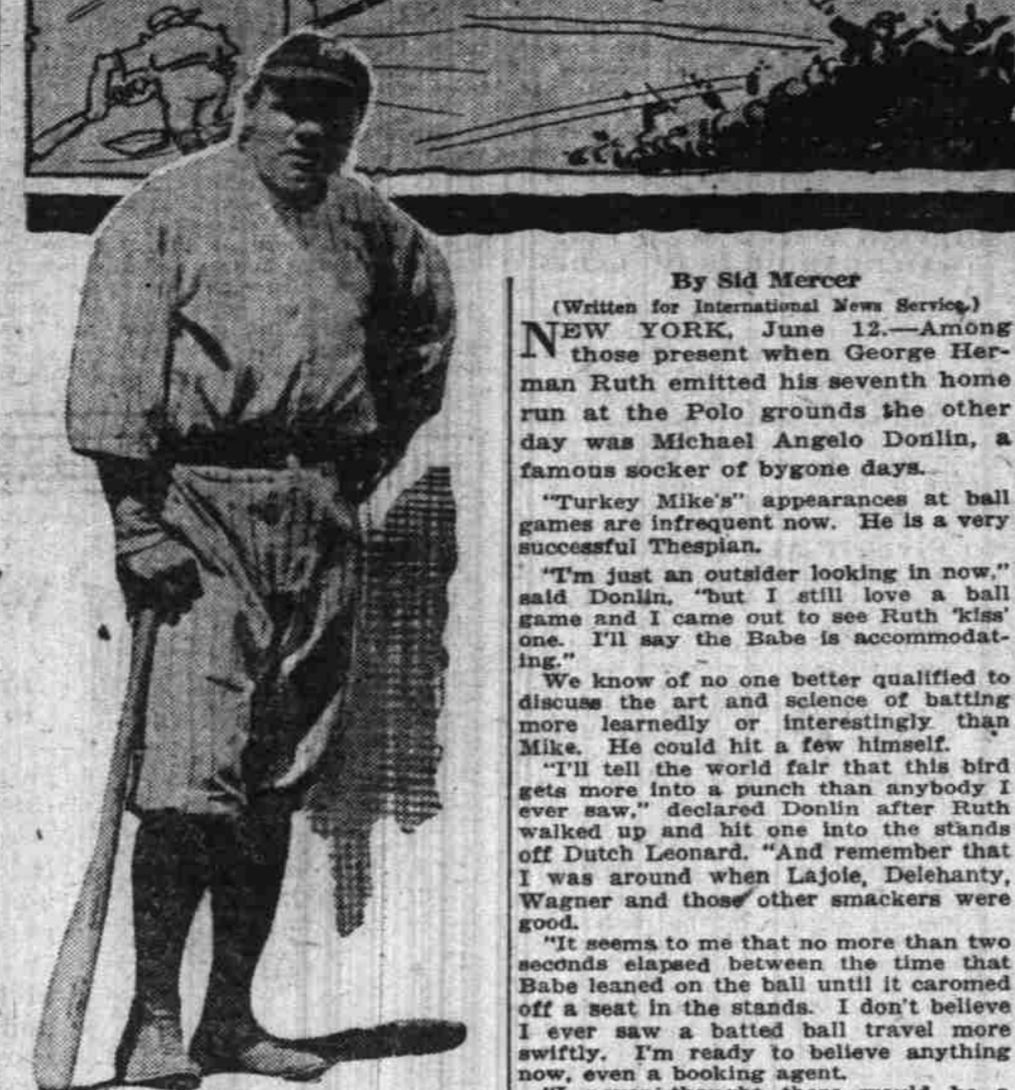 By Sid Mercer
(Written for International News Service.)
NEW YORK, June 12.—Among
those present when George Her-
man Ruth emitted his seventh home
run at the Polo grounds the other
day was Michael Angelo Donlin, a
famous socker of bygone days.
"Turkey Mike's" appearances at ball
games are infrequent now. He is a very
successful Thespian.
"I'm just an outsider looking in now,"
said Donlin, "but I still love a ball
game and I came out to see Ruth 'kiss'
one. I'll say the Babe is accommodat-
ing."
We know of no one better qualified to
discuss the art and science of batting
more learnedly or interestingly than
Mike. He could hit a few himself.
"I'll tell the world fair that this bird
gets more into a punch than anybody I
ever saw," declared Donlin after Ruth
walked up and hit one into the stands
off Dutch Leonard. "And remember that
I was around when Lajoie, Delehanty,
Wagner and those other smackers were
good.
"It seems to me that no more than two
seconds elapsed between the time that
Babe leaned on the ball until it caromed
off a seat in the stands. I don't believe
I ever saw a batted ball travel more
swiftly. I'm ready to believe anything
now, even a booking agent.